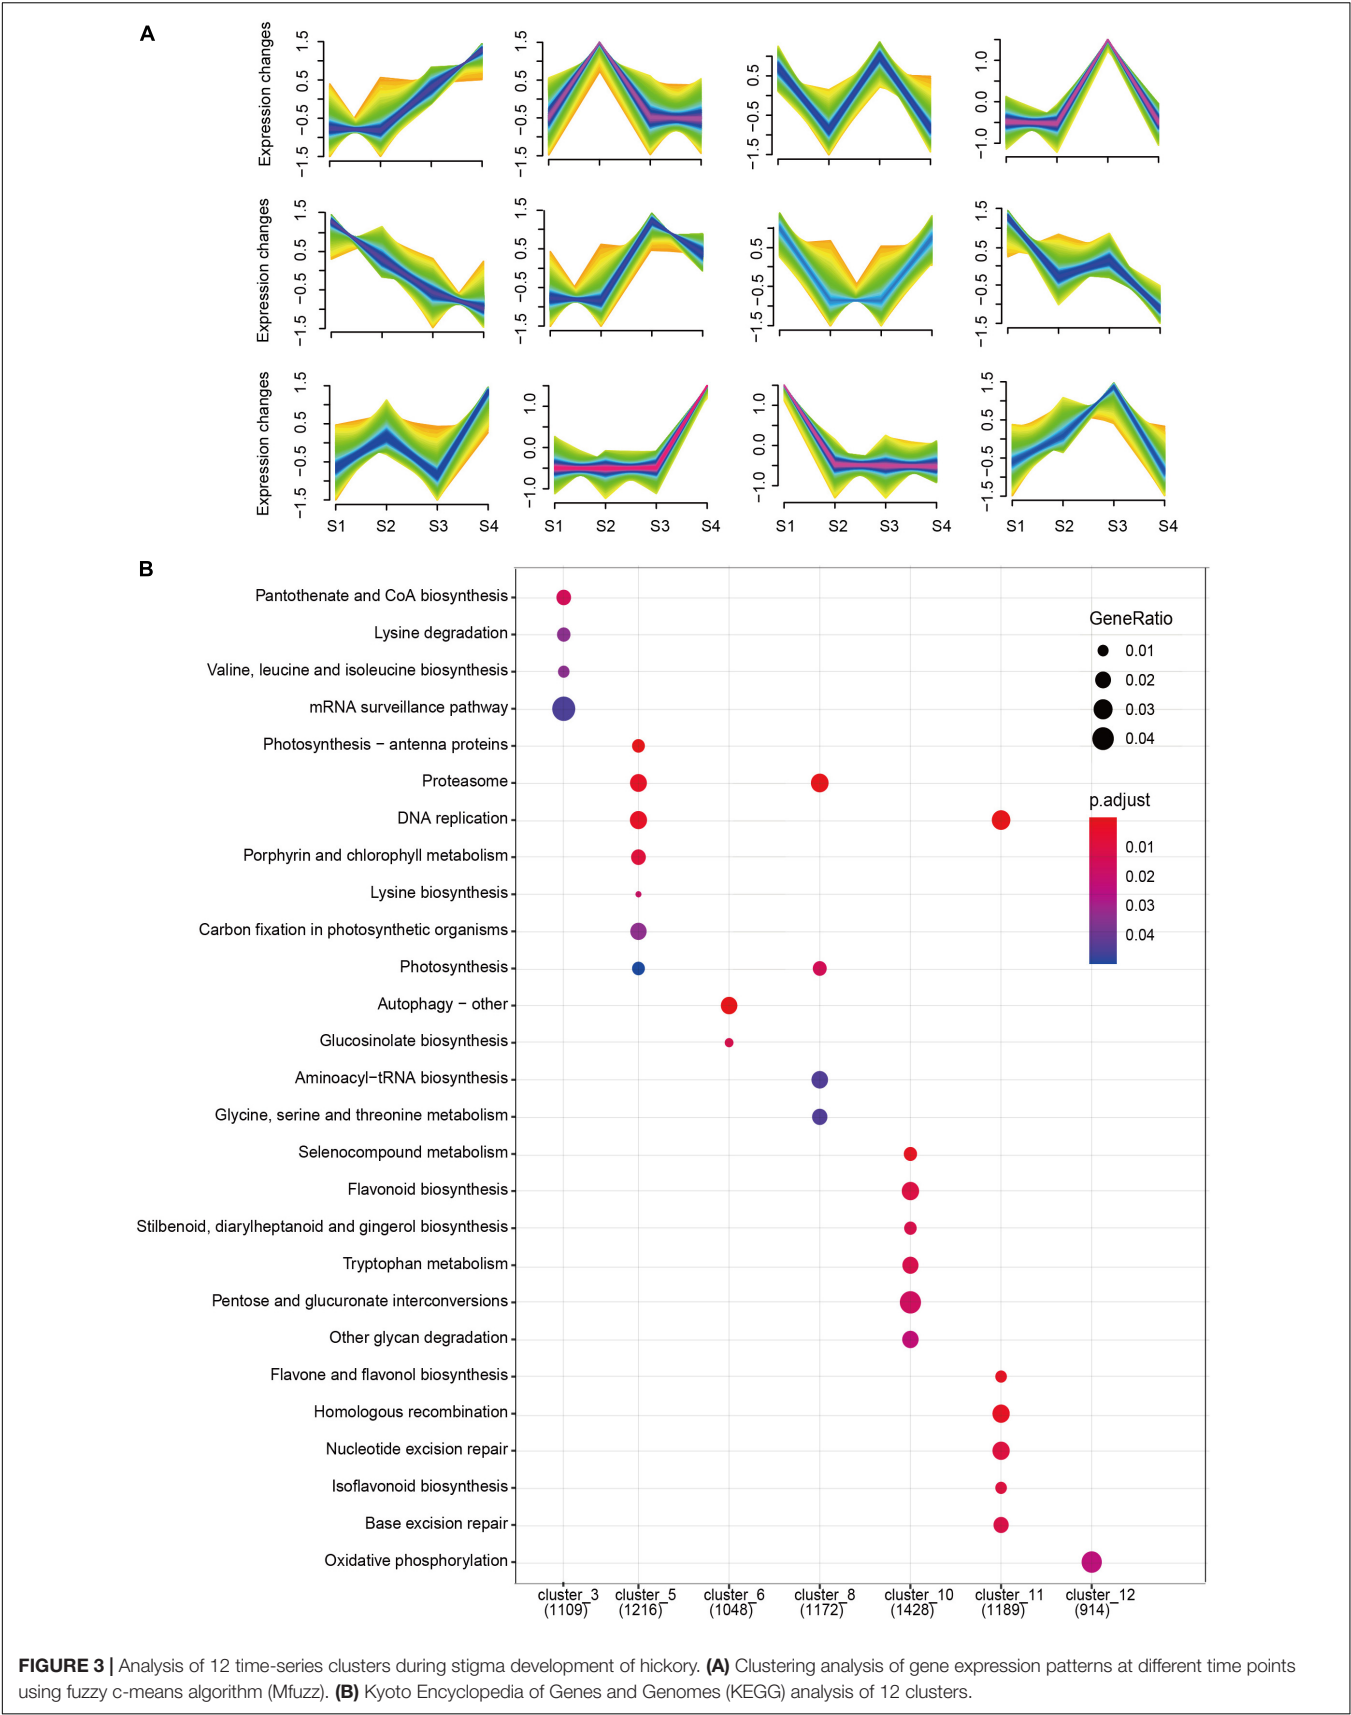 A
Expression changes
1.5
0.5
−0.5
−1.5
1.5
0.5
−0.5
−1.5
0.5
−0.5
−1.5
1.0
0.0
−1.0
Expression changes
1.5
0.5
−0.5
−1.5
1.5
0.5
−0.5
−1.5
0.5
−0.5
−1.5
1.5
0.5
−0.5
−1.5
Expression changes
1.5
0.5
−0.5
−1.5
1.0
0.0
−1.0
1.0
0.0
−1.0
1.5
0.5
−0.5
−1.5
S1 S2 S3 S4 S1 S2 S3 S4 S1 S2 S3 S4 S1 S2 S3 S4
B
Pantothenate and CoA biosynthesis
Lysine degradation
Valine, leucine and isoleucine biosynthesis
mRNA surveillance pathway
Photosynthesis − antenna proteins
Proteasome
DNA replication
Porphyrin and chlorophyll metabolism
Lysine biosynthesis
Carbon fixation in photosynthetic organisms
Photosynthesis
Autophagy − other
Glucosinolate biosynthesis
Aminoacyl−tRNA biosynthesis
Glycine, serine and threonine metabolism
Selenocompound metabolism
Flavonoid biosynthesis
Stilbenoid, diarylheptanoid and gingerol biosynthesis
Tryptophan metabolism
Pentose and glucuronate interconversions
Other glycan degradation
Flavone and flavonol biosynthesis
Homologous recombination
Nucleotide excision repair
Isoflavonoid biosynthesis
Base excision repair
Oxidative phosphorylation
GeneRatio
0.01
0.02
0.03
0.04
p.adjust
0.01
0.02
0.03
0.04
cluster_3 cluster_5 cluster_6 cluster_8 cluster_10 cluster_11 cluster_12
(1109) (1216) (1048) (1172) (1428) (1189) (914)
FIGURE 3 | Analysis of 12 time-series clusters during stigma development of hickory. (A) Clustering analysis of gene expression patterns at different time points
using fuzzy c-means algorithm (Mfuzz). (B) Kyoto Encyclopedia of Genes and Genomes (KEGG) analysis of 12 clusters.